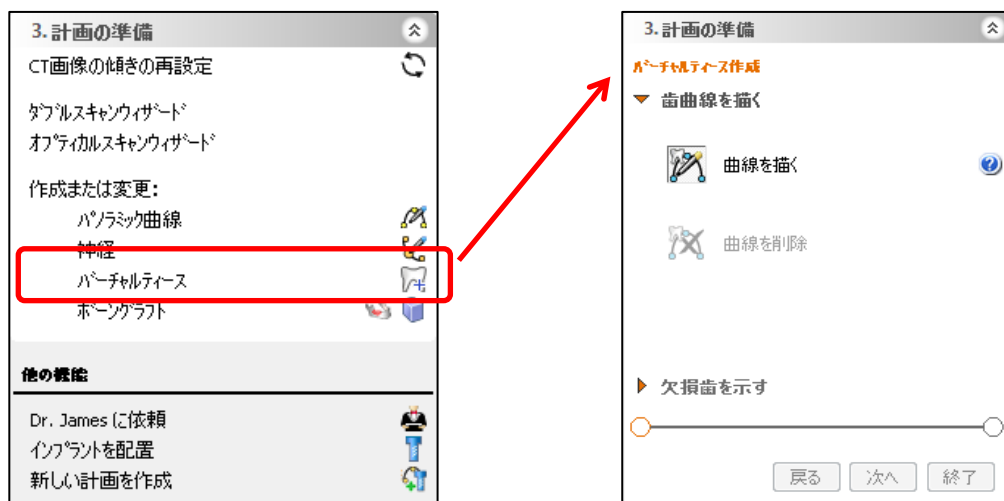 3. 計画の準備
CT画像の傾きの再設定
ダブルスキャンウィザード
オプティカルスキャンウィザード
作成または変更:
パノラミック曲線
神経
バーチャルティース
ボーングラフト
他の機能
Dr. Jamesに依頼
インプラントを配置
新しい計画を作成
3. 計画の準備
バーチャルティース作成
歯曲線を描く
曲線を描く
曲線を削除
欠損歯を示す
戻る 次へ 終了